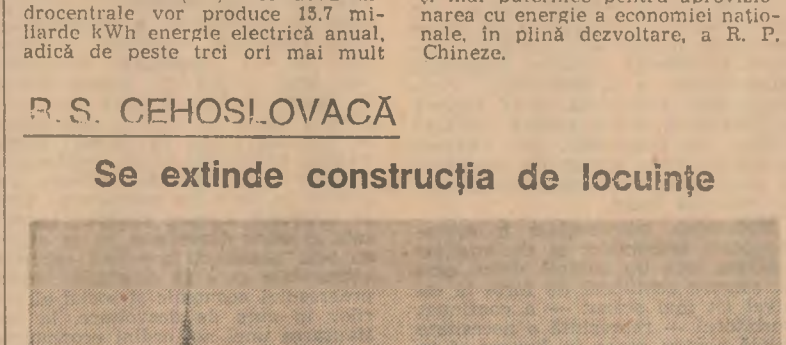 drocentrale vor produce 15,7 mi-
liarde kWh energie electrică anual,
adică de peste trei ori mai mult
narea cu energie a economiei națio-
nale, în plină dezvoltare, a R. P.
Chineze.
R.S. CEHOSLOVACĂ
Se extinde construcția de locuințe